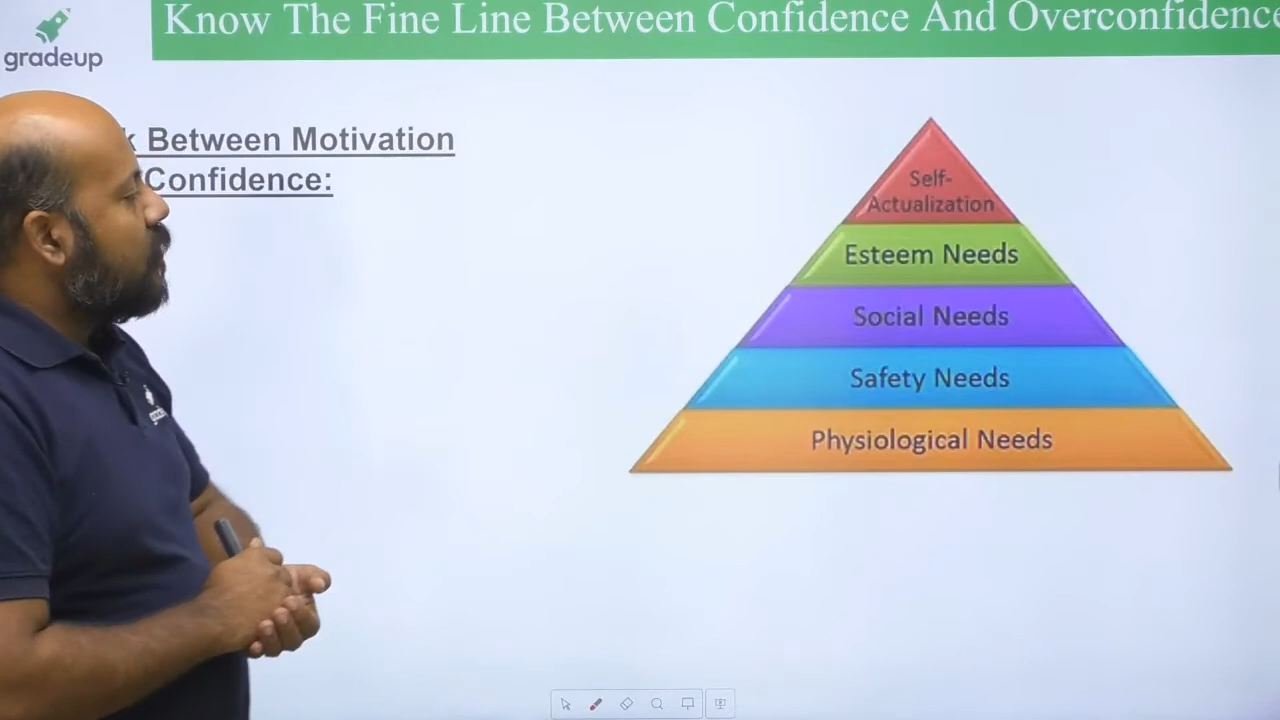 Know The Fine Line Between Confidence And Overconfidence
gradeup
Between Motivation
Confidence:
Self-
Actualization
Esteem Needs
Social Needs
Safety Needs
Physiological Needs